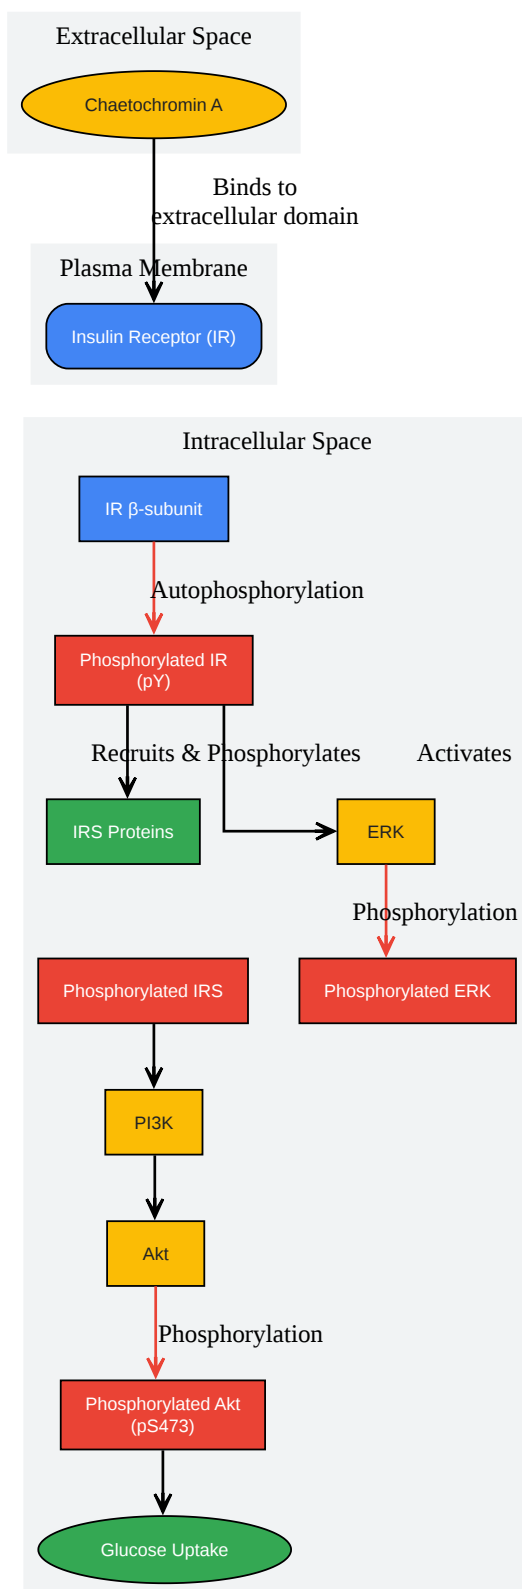 Extracellular Space
Chaetochromin A
Binds to
extracellular domain
Plasma Membrane
Insulin Receptor (IR)
Intracellular Space
IR β-subunit
Autophosphorylation
Phosphorylated IR
(pY)
Recruits & Phosphorylates
Activates
IRS Proteins
ERK
Phosphorylation
Phosphorylated IRS
Phosphorylated ERK
PI3K
Akt
Phosphorylation
Phosphorylated Akt
(pS473)
Glucose Uptake